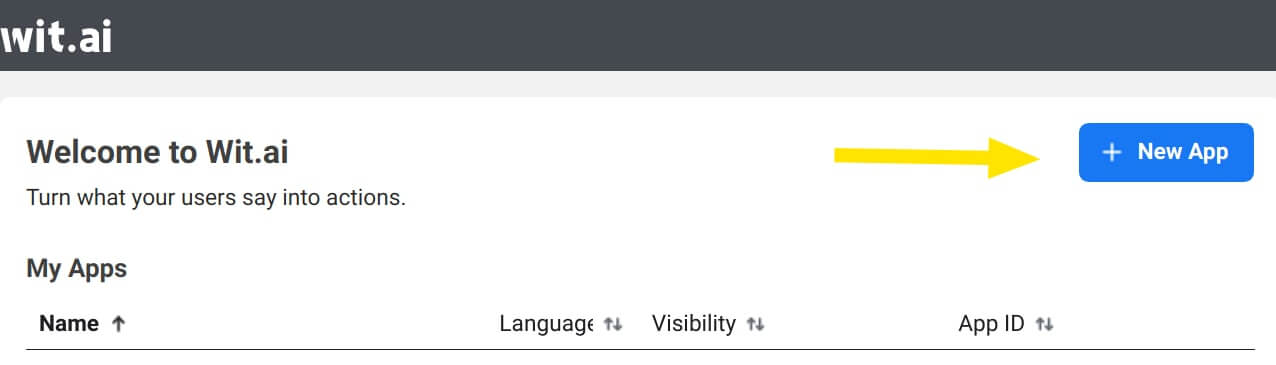 wit.ai
Welcome to Wit.ai
+ New App
Turn what your users say into actions.
My Apps
Name Language Visibility App ID